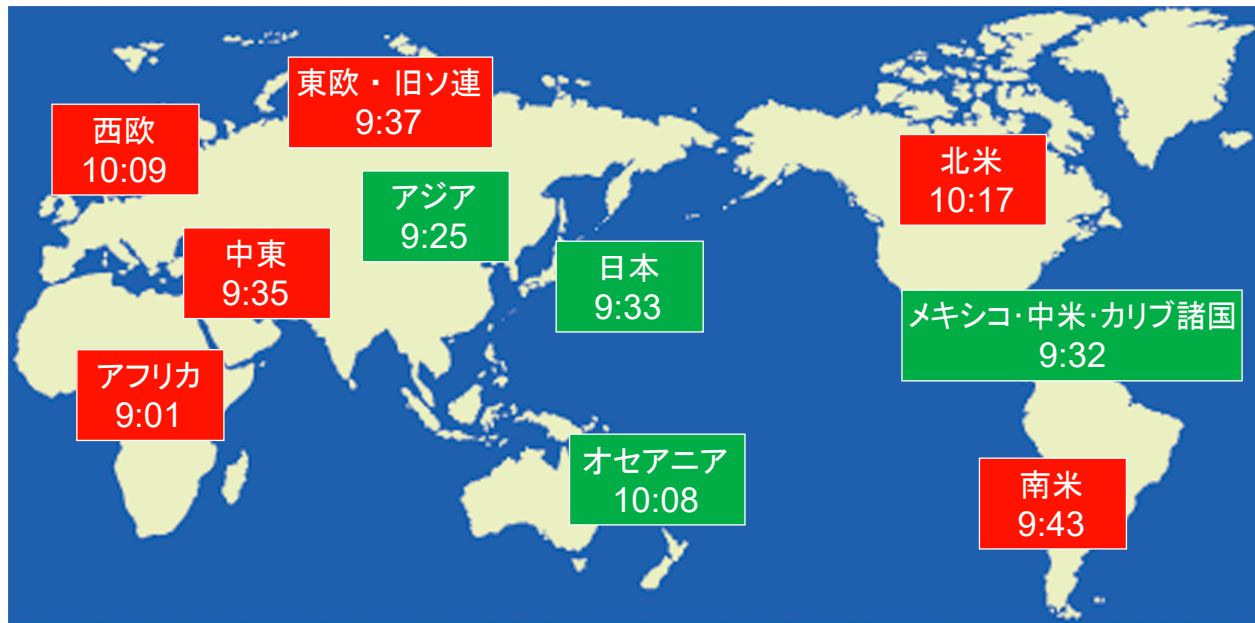 東欧・旧ソ連
9:37
西欧
10:09
北米
10:17
アジア
9:25
中東
9:35
日本
9:33
メキシコ・中米・カリブ諸国
9:32
アフリカ
9:01
オセアニア
10:08
南米
9:43